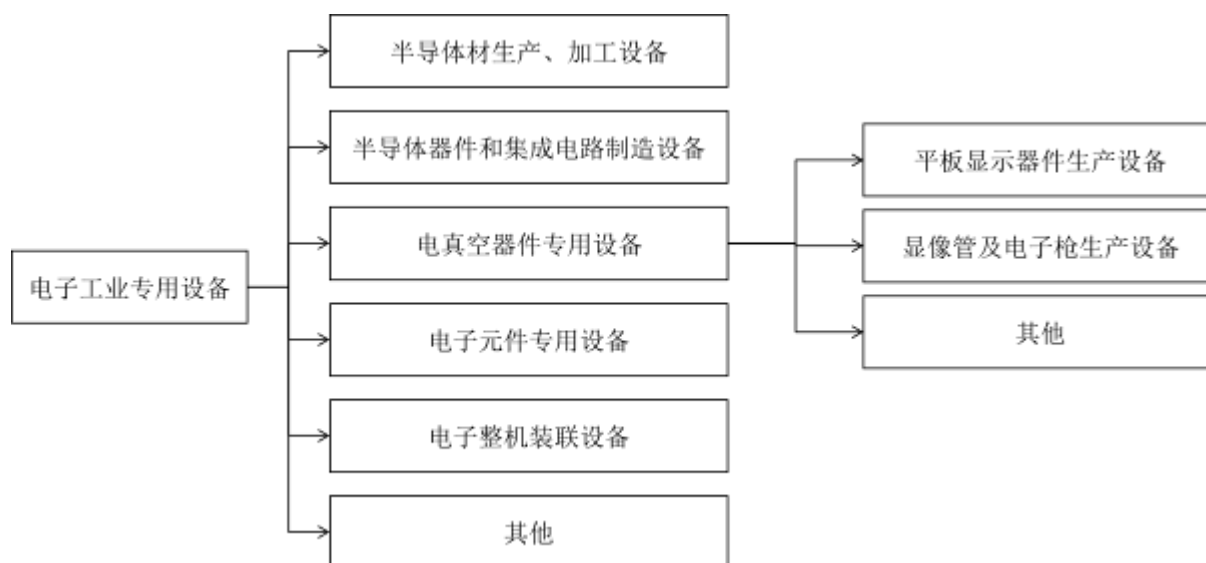 电子工业专用设备
半导体材生产、加工设备
半导体器件和集成电路制造设备
电真空器件专用设备
电子元件专用设备
电子整机装联设备
其他
平板显示器件生产设备
显像管及电子枪生产设备
其他